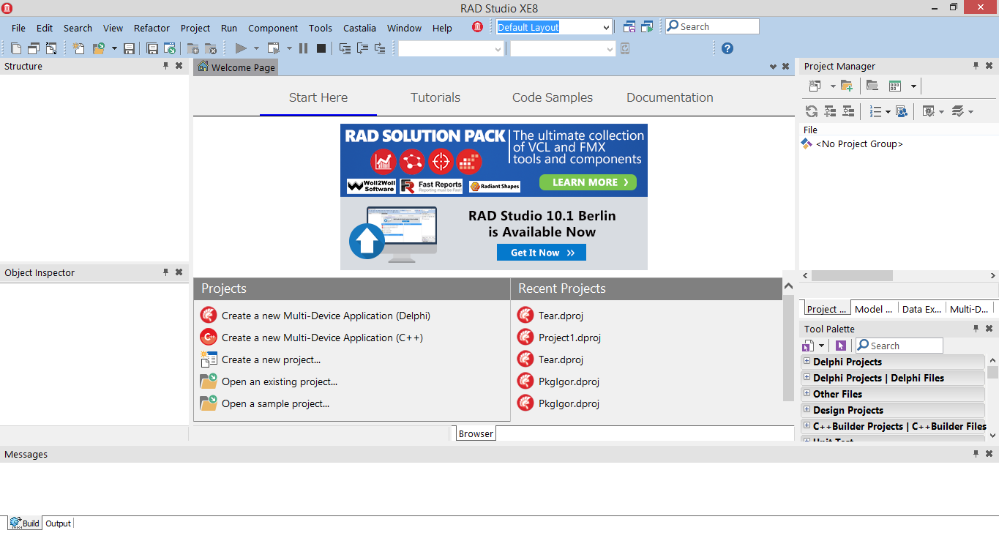 RAD Studio XE8
File Edit Search View Refactor Project Run Component Tools Castalia Window Help
Default Layout
Search
Structure
Welcome Page
Project Manager
Start Here
Tutorials
Code Samples
Documentation
File
<No Project Group>
RAD SOLUTION PACK
The ultimate collection
of VCL and FMX
tools and components
Woll2Woll
Software
FR
Fast Reports
Reporting must be Fast!
Radiant Shapes
LEARN MORE
RAD Studio 10.1 Berlin
is Available Now
Get It Now
Object Inspector
Projects
Create a new Multi-Device Application (Delphi)
C++
Create a new Multi-Device Application (C++)
Create a new project...
Open an existing project...
Open a sample project...
Recent Projects
Tear.dproj
Project1.dproj
Tear.dproj
PkgIgor.dproj
PkgIgor.dproj
Browser
Project ...
Model ...
Data Ex...
Multi-D...
Tool Palette
Search
Delphi Projects
Delphi Projects | Delphi Files
Other Files
Design Projects
C++Builder Projects | C++Builder Files
Unit Test
Messages
Build
Output